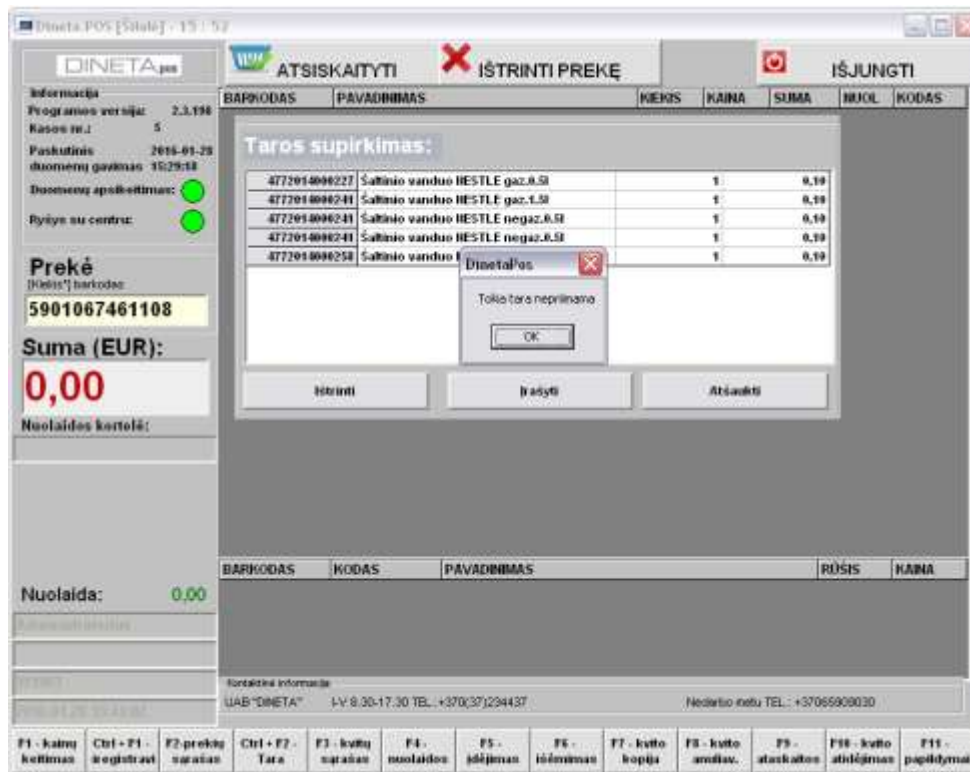 Dineta.POS [Šilalė] - 15 : 52
DINETA.pos
Informacija
Programos versija: 2.3.198
Kasos nr.: 5
Paskutinis 2016-01-28
duomenų gavimas 15:29:18
Duomenų apsikeitimas:
Ryšys su centru:
Prekė
[Kiekis*] barkodas
5901067461108
Suma (EUR):
0,00
Nuolaidos kortelė:
Nuolaida: 0,00
ATSISKAITYTI
IŠTRINTI PREKĘ
IŠJUNGTI
BARKODAS PAVADINIMAS KIEKIS KAINA SUMA NUOL KODAS
Taros supirkimas:
4772014000227 Šaltinio vanduo NESTLE gaz.0.5l 1 0,10
4772014000241 Šaltinio vanduo NESTLE gaz.1.5l 1 0,10
4772014000241 Šaltinio vanduo NESTLE negaz.0.5l 1 0,10
4772014000241 Šaltinio vanduo NESTLE negaz.0.5l 1 0,10
4772014000258 Šaltinio vanduo 1 0,10
DinetaPos
Tokia tara nepriimama
OK
Ištrinti
Įrašyti
Atšaukti
BARKODAS KODAS PAVADINIMAS RŪŠIS KAINA
Kontaktinė informacija
UAB "DINETA" I-V 8.30-17.30 TEL.:+370(37)234437 Nedarbo metu TEL.: +37065909030
F1 - kainų keitimas
Ctrl + F1 - išregistravi
F2-prekių sąrašas
Ctrl + F2 - Tara
F3 - kvitų sąrašas
F4 - nuolaidos
F5 - įdėjimas
F6 - išėmimas
F7 - kvito kopija
F8 - kvito anuliav.
F9 - ataskaitos
F10 - kvito atidėjimas
F11 - papildymai